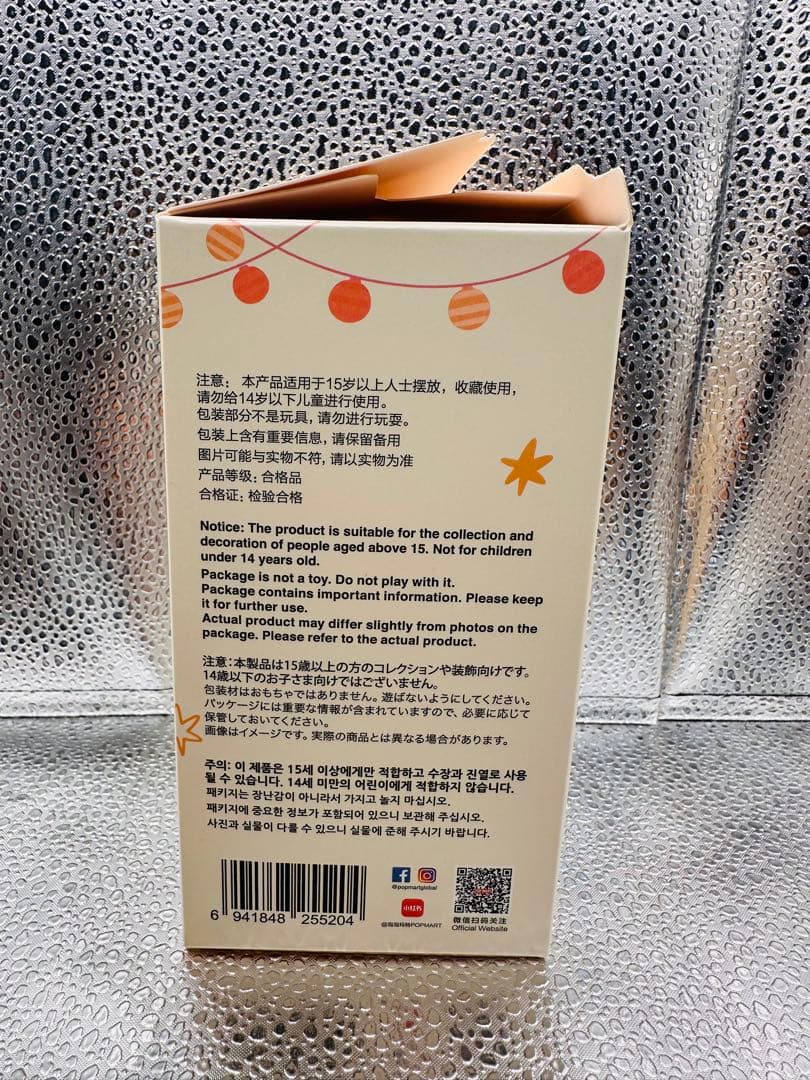 注意： 本产品适用于15岁以上人士摆放，收藏使用，
请勿给14岁以下儿童进行使用。
包装部分不是玩具，请勿进行玩耍。
包装上含有重要信息，请保留备用
图片可能与实物不符，请以实物为准
产品等级：合格品
合格证：检验合格
Notice: The product is suitable for the collection and
decoration of people aged above 15. Not for children
under 14 years old.
Package is not a toy. Do not play with it.
Package contains important information. Please keep
it for further use.
Actual product may differ slightly from photos on the
package. Please refer to the actual product.
注意：本製品は15歳以上の方のコレクションや装飾向けです。
14歳以下のお子さま向けではございません。
包装材はおもちゃではありません。遊ばないようにしてください。
パッケージには重要な情報が含まれていますので、必要に応じて
保管しておいてください。
画像はイメージです。実際の商品とは異なる場合があります。
주의: 이 제품은 15세 이상에게만 적합하고 수장과 진열로 사용
될 수 있습니다. 14세 미만의 어린이에게 적합하지 않습니다.
패키지는 장난감이 아니라서 가지고 놀지 마십시오.
패키지에 중요한 정보가 포함되어 있으니 보관해 주십시오.
사진과 실물이 다를 수 있으니 실물에 준해 주시기 바랍니다.
6 941848 255204
@popmartglobal
小红书
@泡泡玛特POPMART
微信扫码关注
Official Website